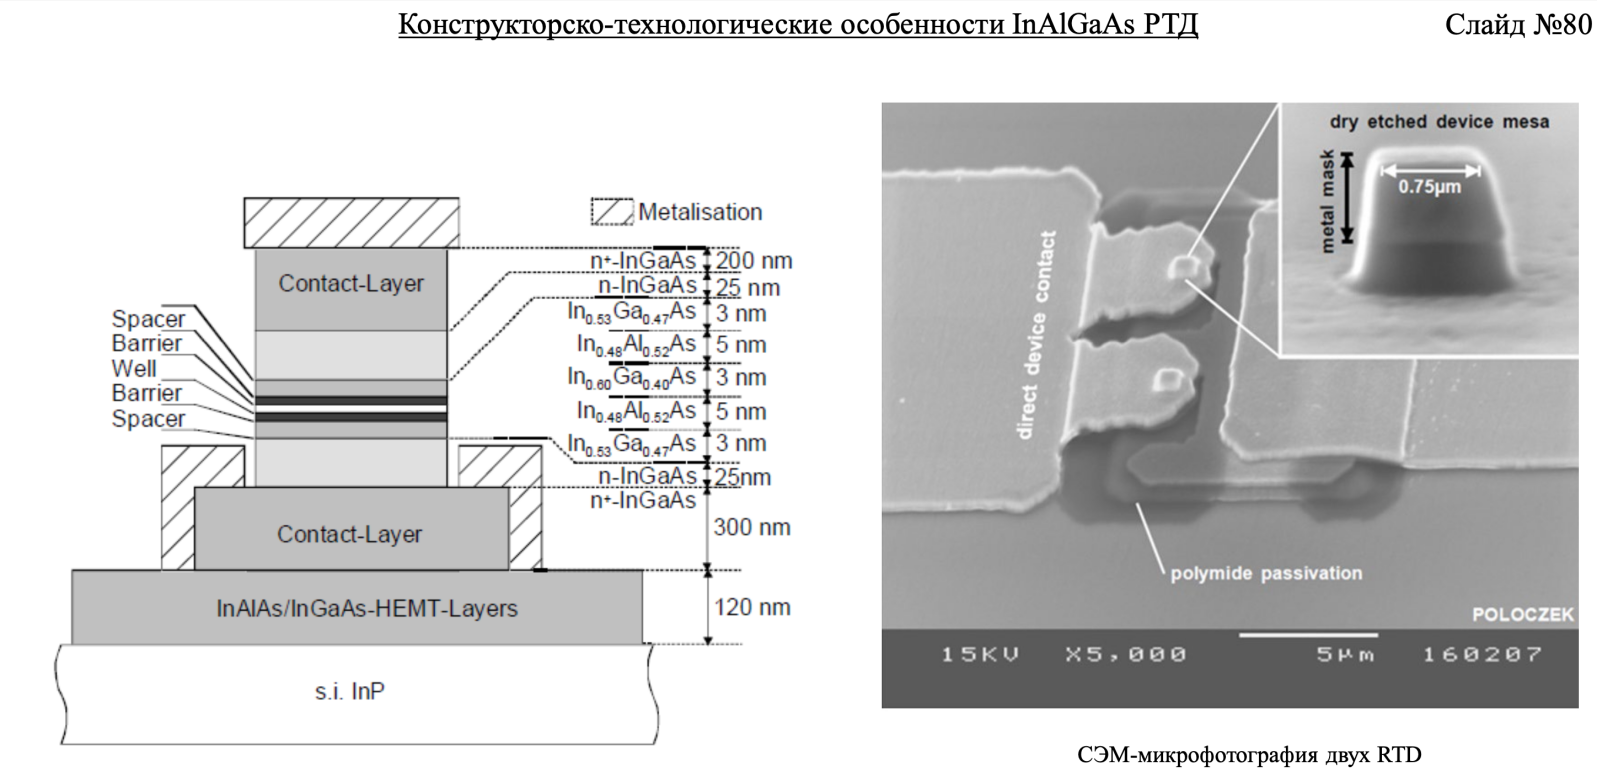 Конструкторско-технологические особенности InAlGaAs РТД
Слайд №80
Metalisation
Contact-Layer
Spacer
Barrier
Well
Barrier
Spacer
n+-InGaAs 200 nm
n-InGaAs 25 nm
In0.53Ga0.47As 3 nm
In0.48Al0.52As 5 nm
In0.60Ga0.40As 3 nm
In0.48Al0.52As 5 nm
In0.53Ga0.47As 3 nm
n-InGaAs 25nm
n+-InGaAs
300 nm
Contact-Layer
InAlAs/InGaAs-HEMT-Layers
120 nm
s.i. InP
dry etched device mesa
metal mask
0.75µm
direct device contact
polymide passivation
POLOCZEK
15KV X5,000 5µm 160207
СЭМ-микрофотография двух RTD